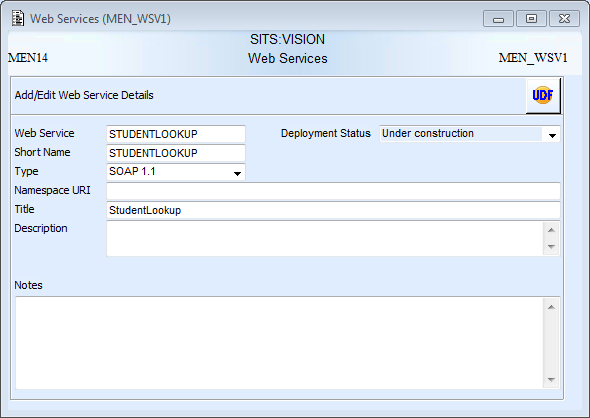 Web Services (MEN_WSV1)
SITS:VISION
MEN14 Web Services MEN_WSV1
Add/Edit Web Service Details UDF
Web Service STUDENTLOOKUP Deployment Status Under construction
Short Name STUDENTLOOKUP
Type SOAP 1.1
Namespace URI
Title StudentLookup
Description
Notes